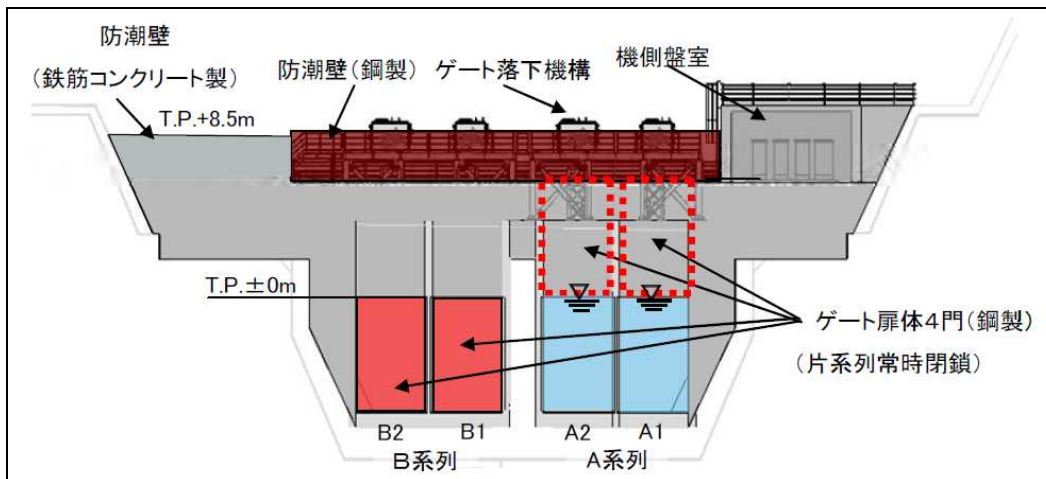 防潮壁
(鉄筋コンクリート製)
防潮壁(鋼製)
ゲート落下機構
機側盤室
T.P.+8.5m
T.P.±0m
ゲート扉体4門(鋼製)
(片系列常時閉鎖)
B2
B1
A2
A1
B系列
A系列